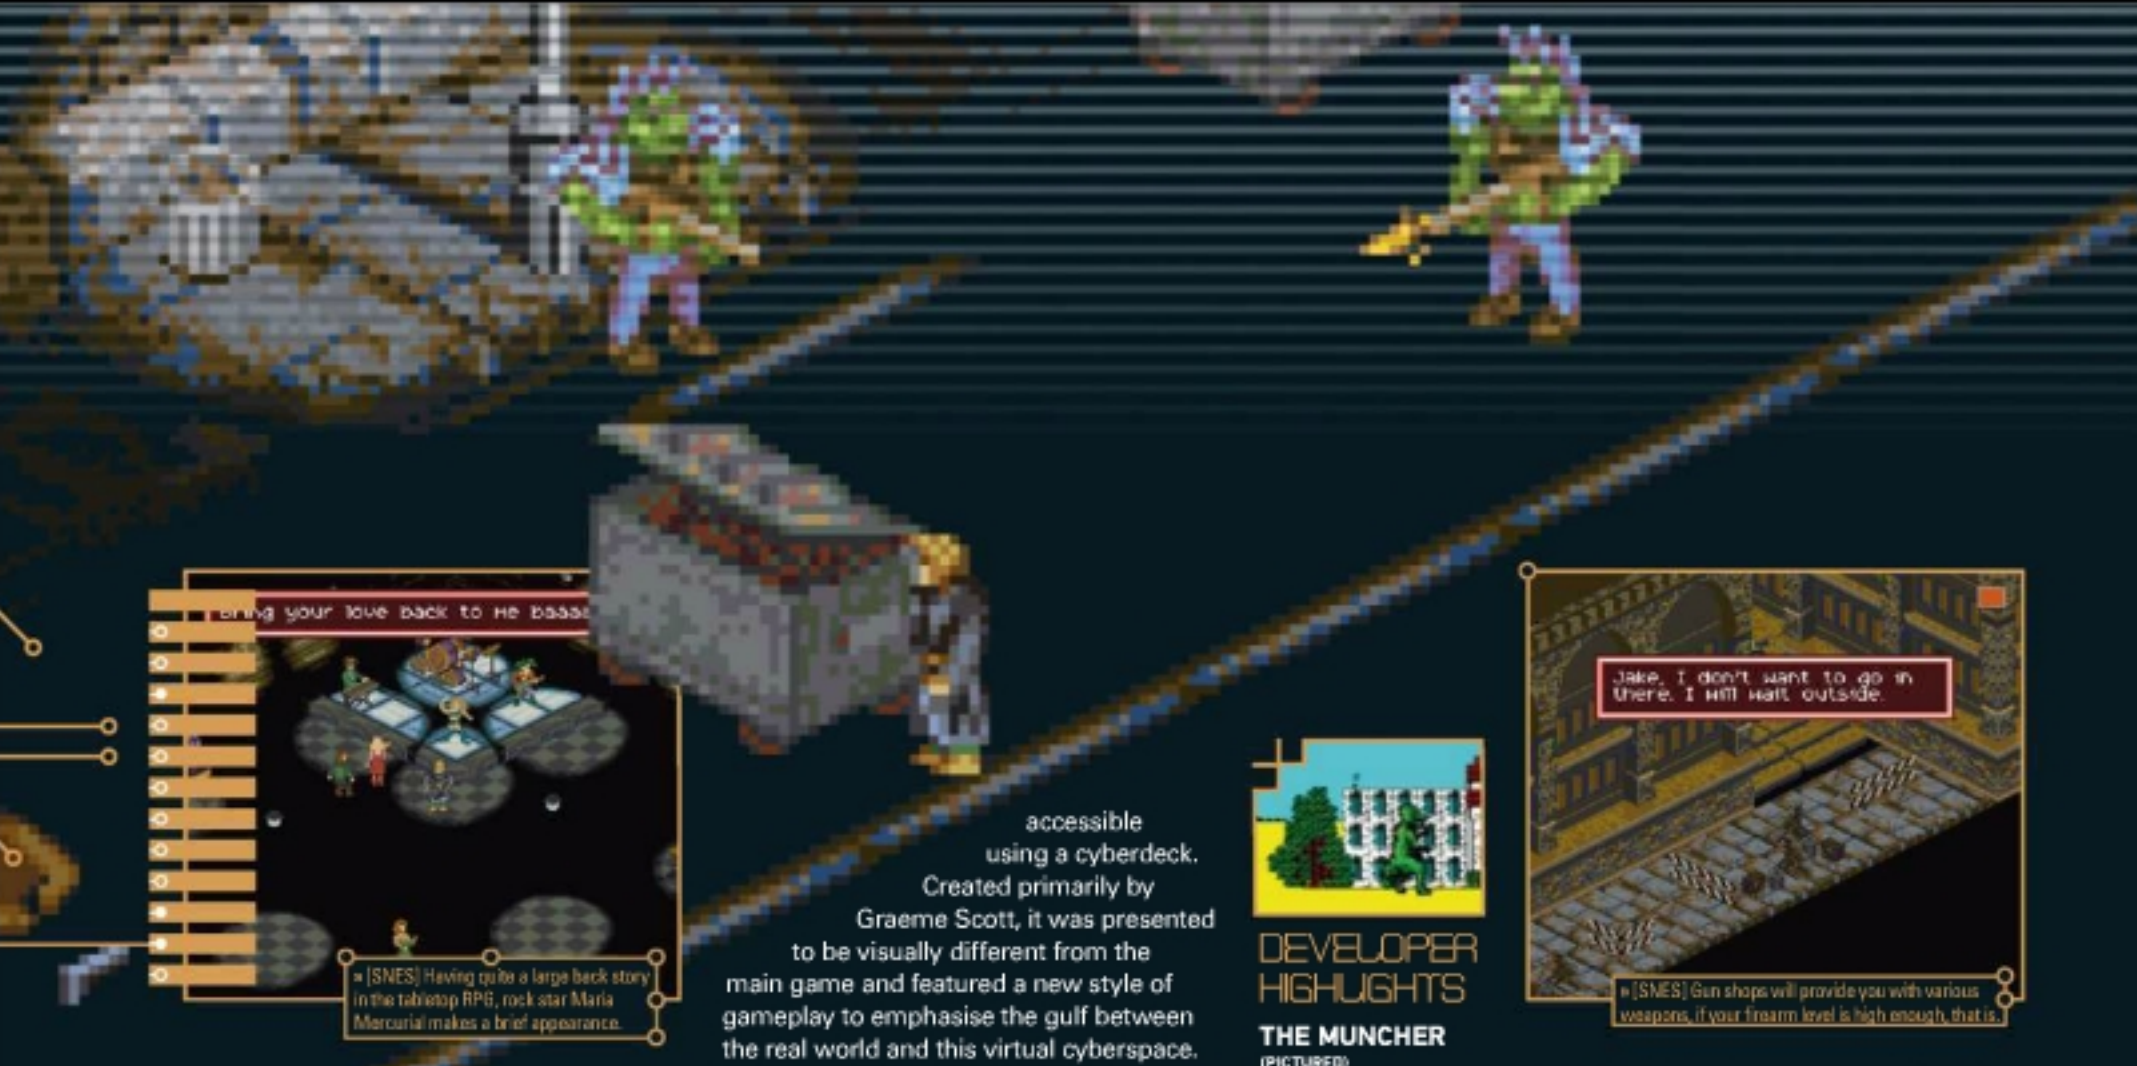 your love back to me baaa
» [SNES] Having quite a large back story
in the tabletop RPG, rock star Maria
Mercurial makes a brief appearance.
accessible
using a cyberdeck.
Created primarily by
Graeme Scott, it was presented
to be visually different from the
main game and featured a new style of
gameplay to emphasise the gulf between
the real world and this virtual cyberspace.
DEVELOPER
HIGHLIGHTS
THE MUNCHER
(PICTURED)
Jake, I don't want to go in
there. I will wait outside.
» [SNES] Gun shops will provide you with various
weapons, if your firearm level is high enough, that is.